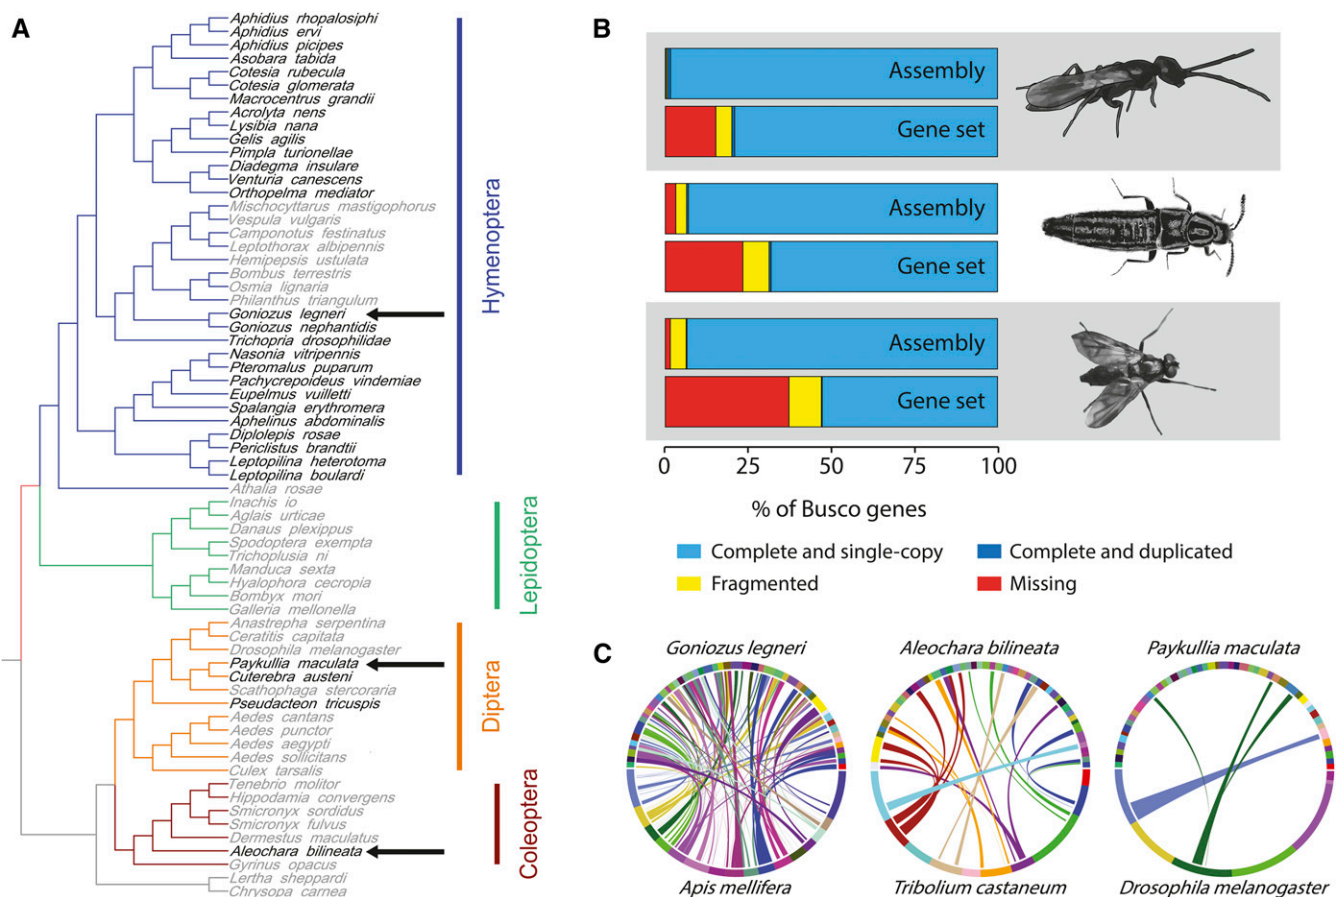 A
Aphidius rhopalosiphi
Aphidius ervi
Aphidius picipes
Asobara tabida
Cotesia rubecula
Cotesia glomerata
Macrocentrus grandii
Acrolyta nens
Lysibia nana
Gelis agilis
Pimpla turionellae
Diadegma insulare
Venturia canescens
Orthopelma mediator
Mischocyttarus mastigophorus
Vespula vulgaris
Camponotus festinatus
Leptothorax albipennis
Hemipepsis ustulata
Bombus terrestris
Osmia lignaria
Philanthus triangulum
Goniozus legneri
Goniozus nephantidis
Trichopria drosophilidae
Nasonia vitripennis
Pteromalus puparum
Pachycrepoideus vindemiae
Eupelmus vuilletti
Spalangia erythromera
Aphelinus abdominalis
Diplolepis rosae
Periclistus brandtii
Leptopilina heterotoma
Leptopilina boulardi
Athalia rosae
Inachis io
Aglais urticae
Danaus plexippus
Spodoptera exempta
Trichoplusia ni
Manduca sexta
Hyalophora cecropia
Bombyx mori
Galleria mellonella
Anastrepha serpentina
Ceratitis capitata
Drosophila melanogaster
Paykullia maculata
Cuterebra austeni
Scathophaga stercoraria
Pseudacteon tricuspis
Aedes cantans
Aedes punctor
Aedes aegypti
Aedes sollicitans
Culex tarsalis
Tenebrio molitor
Hippodamia convergens
Smicronyx sordidus
Smicronyx fulvus
Dermestus maculatus
Aleochara bilineata
Gyrinus opacus
Lertha sheppardi
Chrysopa carnea
Hymenoptera
Lepidoptera
Diptera
Coleoptera
B
Assembly
Gene set
Assembly
Gene set
Assembly
Gene set
0 25 50 75 100
% of Busco genes
Complete and single-copy
Complete and duplicated
Fragmented
Missing
C
Goniozus legneri
Aleochara bilineata
Paykullia maculata
Apis mellifera
Tribolium castaneum
Drosophila melanogaster